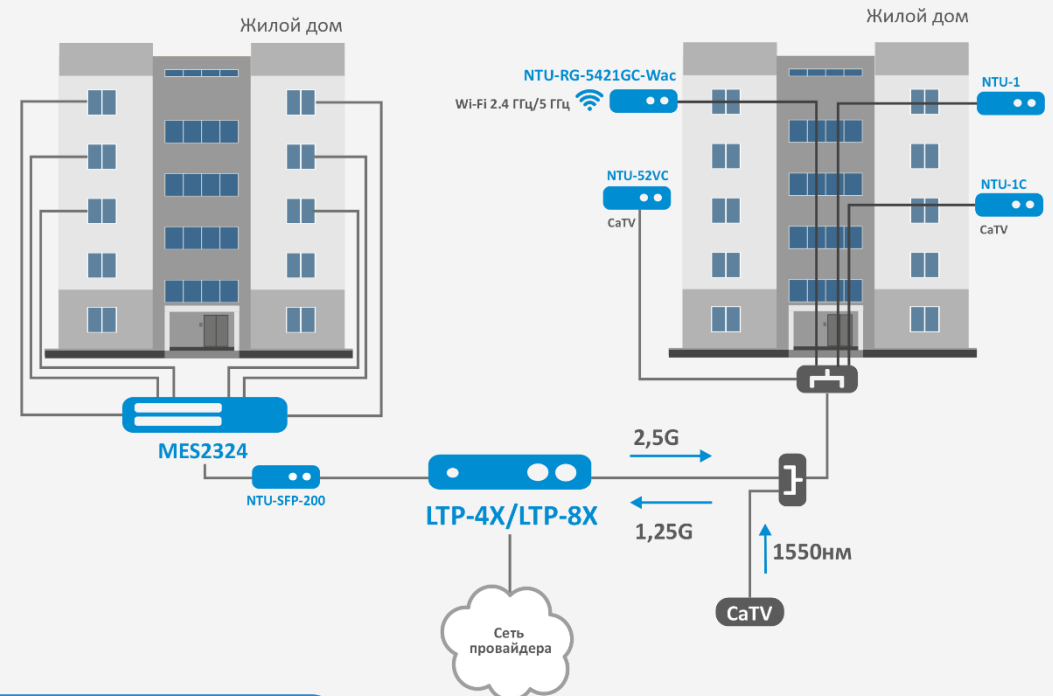 Жилой дом
Жилой дом
NTU-RG-5421GC-Wac
Wi-Fi 2.4 ГГц/5 ГГц
NTU-1
NTU-52VC
CaTV
NTU-1C
CaTV
MES2324
NTU-SFP-200
LTP-4X/LTP-8X
2,5G
1,25G
1550нм
CaTV
Сеть
провайдера